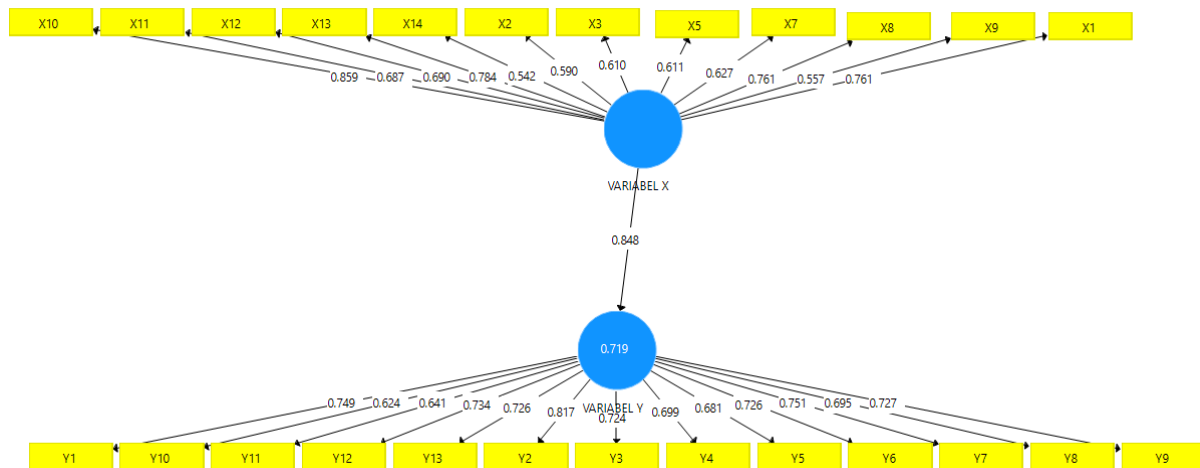 X10 X11 X12 X13 X14 X2 X3 X5 X7 X8 X9 X1
0.859 0.687 0.690 0.784 0.542 0.590 0.610 0.611 0.627 0.761 0.557 0.761
VARIABEL X
0.848
0.719
VARIABEL Y
0.749 0.624 0.641 0.734 0.726 0.817 0.724 0.699 0.681 0.726 0.751 0.695 0.727
Y1 Y10 Y11 Y12 Y13 Y2 Y3 Y4 Y5 Y6 Y7 Y8 Y9